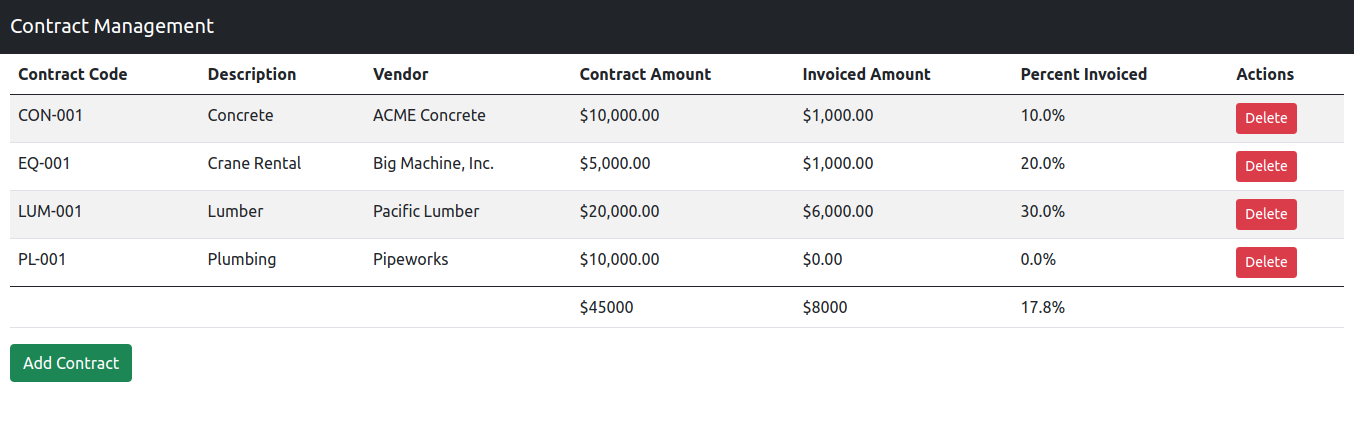 Contract Management
Contract Code Description Vendor Contract Amount Invoiced Amount Percent Invoiced Actions
CON-001 Concrete ACME Concrete $10,000.00 $1,000.00 10.0% Delete
EQ-001 Crane Rental Big Machine, Inc. $5,000.00 $1,000.00 20.0% Delete
LUM-001 Lumber Pacific Lumber $20,000.00 $6,000.00 30.0% Delete
PL-001 Plumbing Pipeworks $10,000.00 $0.00 0.0% Delete
$45000 $8000 17.8%
Add Contract